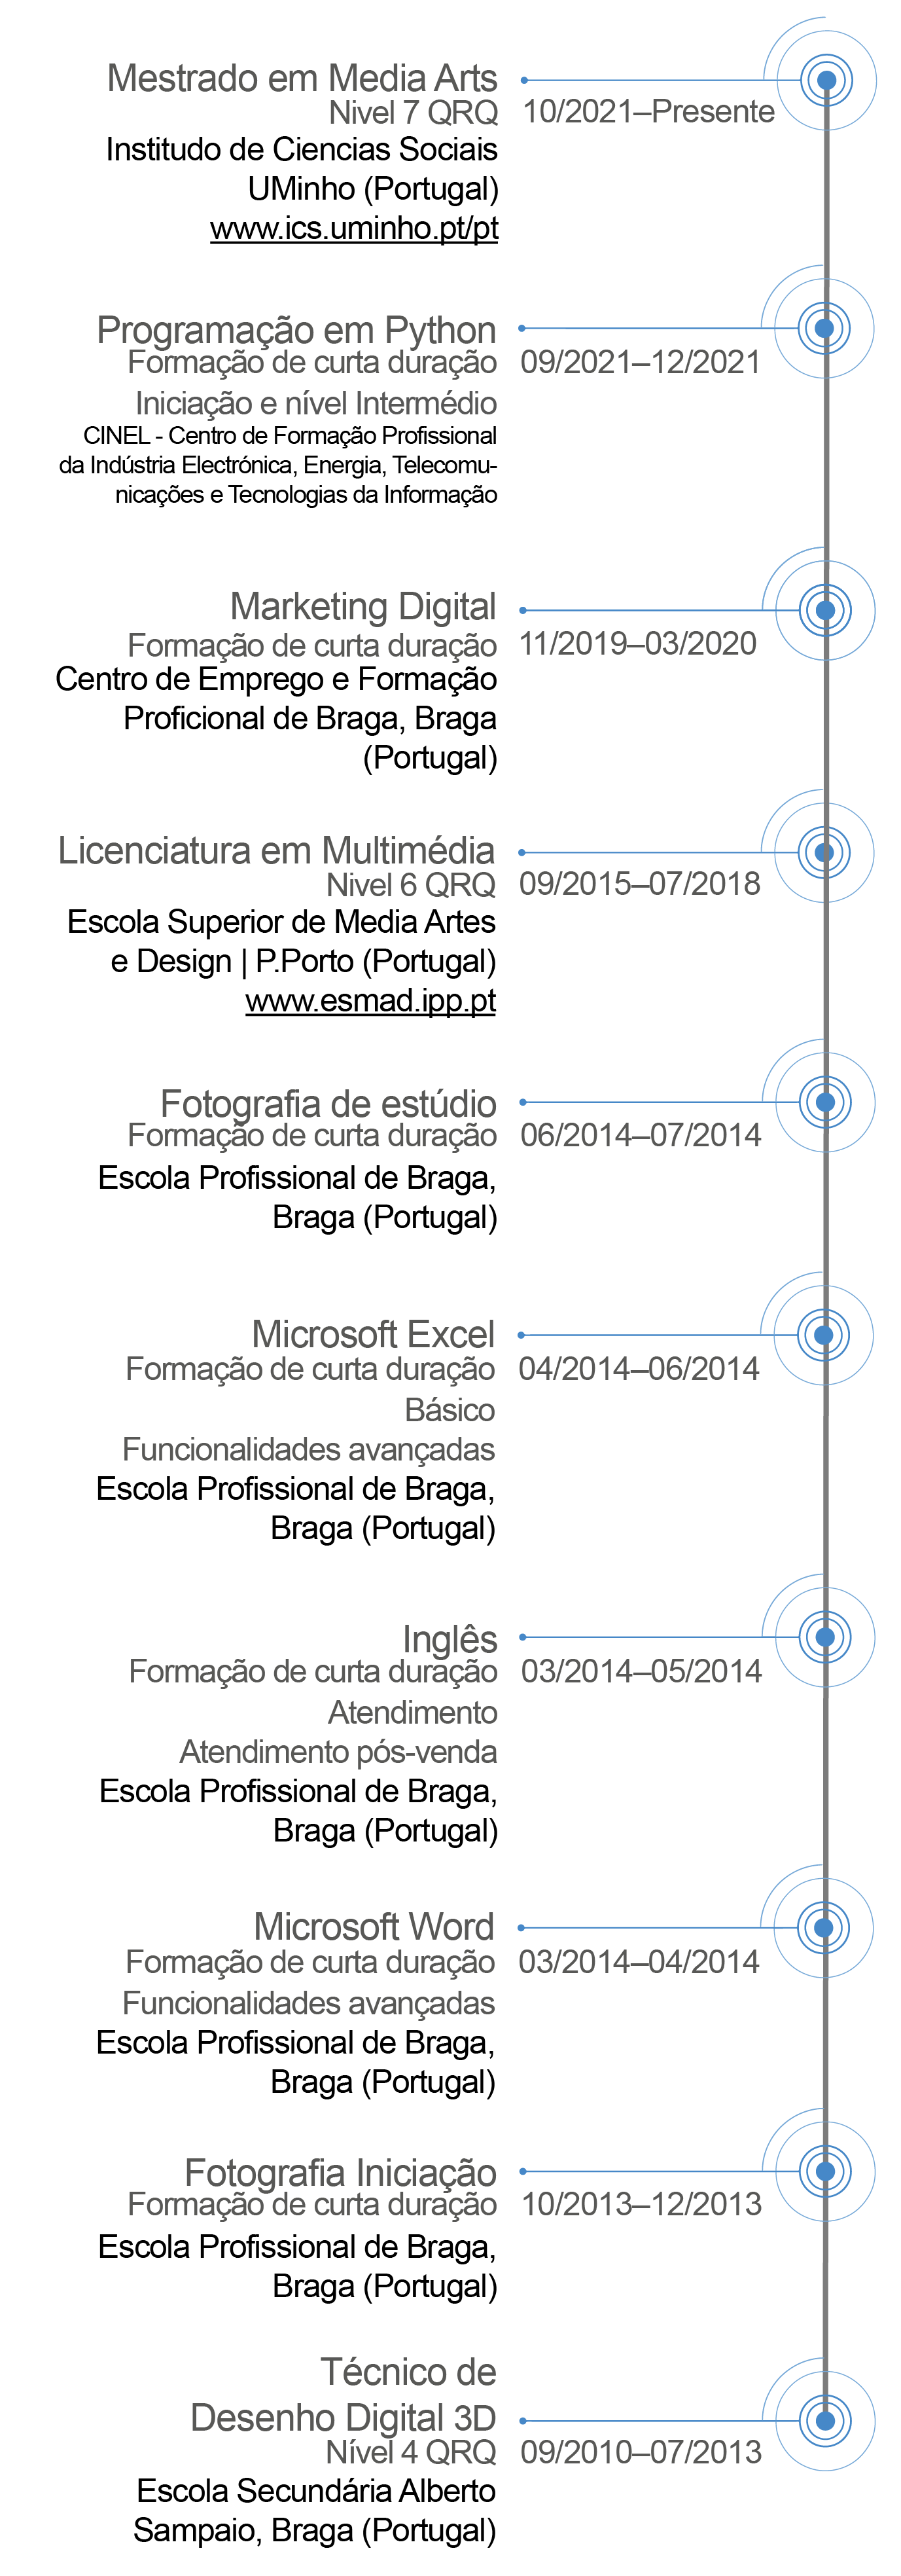 Mestrado em Media Arts
Nivel 7 QRQ
10/2021–Presente
Institudo de Ciencias Sociais
UMinho (Portugal)
www.ics.uminho.pt/pt
Programação em Python
Formação de curta duração
09/2021–12/2021
Iniciação e nível Intermédio
CINEL - Centro de Formação Profissional
da Indústria Electrónica, Energia, Telecomu-
nicações e Tecnologias da Informação
Marketing Digital
Formação de curta duração
11/2019–03/2020
Centro de Emprego e Formação
Proficional de Braga, Braga
(Portugal)
Licenciatura em Multimédia
Nivel 6 QRQ
09/2015–07/2018
Escola Superior de Media Artes
e Design | P.Porto (Portugal)
www.esmad.ipp.pt
Fotografia de estúdio
Formação de curta duração
06/2014–07/2014
Escola Profissional de Braga,
Braga (Portugal)
Microsoft Excel
Formação de curta duração
04/2014–06/2014
Básico
Funcionalidades avançadas
Escola Profissional de Braga,
Braga (Portugal)
Inglês
Formação de curta duração
03/2014–05/2014
Atendimento
Atendimento pós-venda
Escola Profissional de Braga,
Braga (Portugal)
Microsoft Word
Formação de curta duração
03/2014–04/2014
Funcionalidades avançadas
Escola Profissional de Braga,
Braga (Portugal)
Fotografia Iniciação
Formação de curta duração
10/2013–12/2013
Escola Profissional de Braga,
Braga (Portugal)
Técnico de
Desenho Digital 3D
Nível 4 QRQ
09/2010–07/2013
Escola Secundária Alberto
Sampaio, Braga (Portugal)